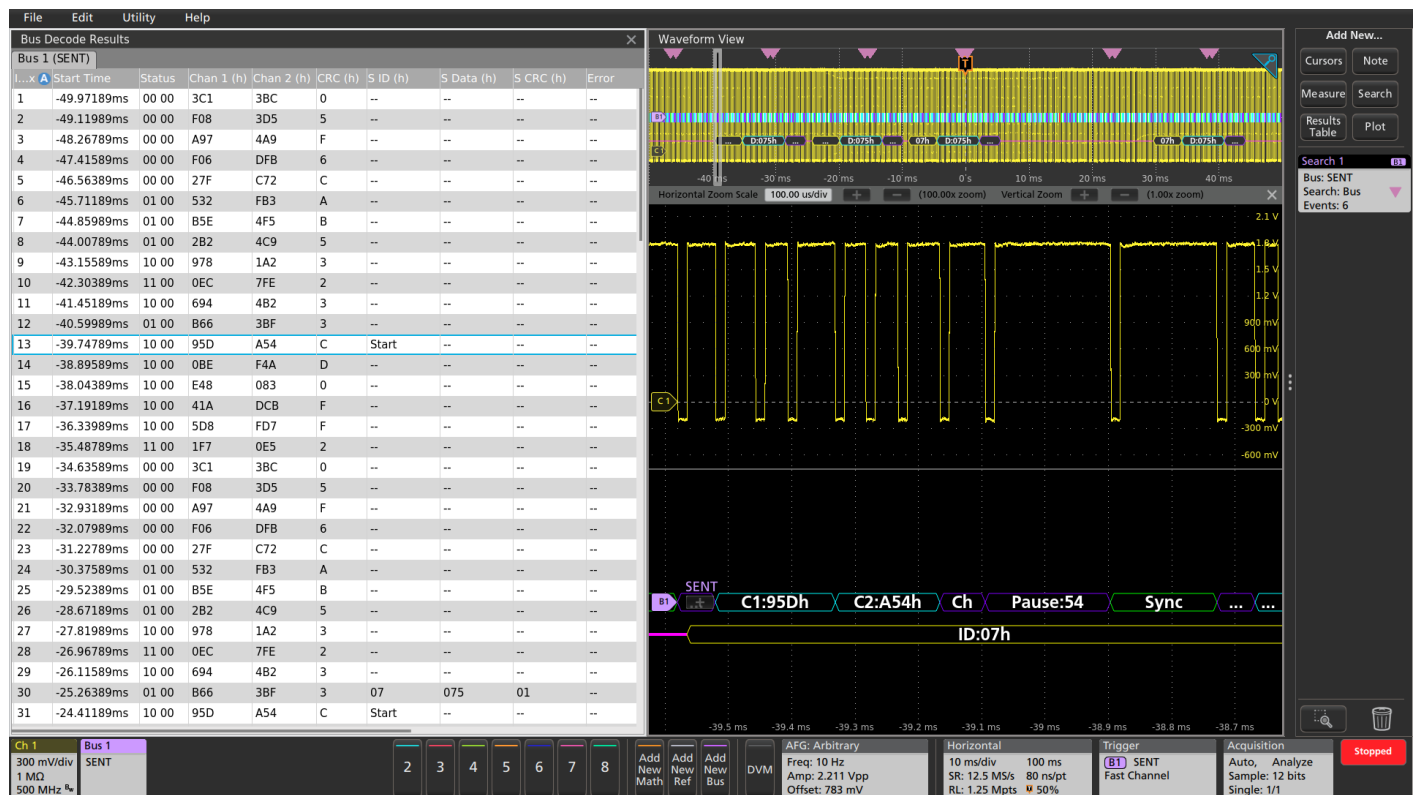 File Edit Utility Help
Bus Decode Results
Bus 1 (SENT)
I...x A Start Time Status Chan 1 (h) Chan 2 (h) CRC (h) S ID (h) S Data (h) S CRC (h) Error
1 -49.97189ms 00 00 3C1 3BC 0 -- -- -- --
2 -49.11989ms 00 00 F08 3D5 5 -- -- -- --
3 -48.26789ms 00 00 A97 4A9 F -- -- -- --
4 -47.41589ms 00 00 F06 DFB 6 -- -- -- --
5 -46.56389ms 00 00 27F C72 C -- -- -- --
6 -45.71189ms 01 00 532 FB3 A -- -- -- --
7 -44.85989ms 01 00 B5E 4F5 B -- -- -- --
8 -44.00789ms 01 00 2B2 4C9 5 -- -- -- --
9 -43.15589ms 10 00 978 1A2 3 -- -- -- --
10 -42.30389ms 11 00 0EC 7FE 2 -- -- -- --
11 -41.45189ms 10 00 694 4B2 3 -- -- -- --
12 -40.59989ms 01 00 B66 3BF 3 -- -- -- --
13 -39.74789ms 10 00 95D A54 C Start -- -- --
14 -38.89589ms 10 00 0BE F4A D -- -- -- --
15 -38.04389ms 10 00 E48 083 0 -- -- -- --
16 -37.19189ms 10 00 41A DCB F -- -- -- --
17 -36.33989ms 10 00 5D8 FD7 F -- -- -- --
18 -35.48789ms 11 00 1F7 0E5 2 -- -- -- --
19 -34.63589ms 00 00 3C1 3BC 0 -- -- -- --
20 -33.78389ms 00 00 F08 3D5 5 -- -- -- --
21 -32.93189ms 00 00 A97 4A9 F -- -- -- --
22 -32.07989ms 00 00 F06 DFB 6 -- -- -- --
23 -31.22789ms 00 00 27F C72 C -- -- -- --
24 -30.37589ms 01 00 532 FB3 A -- -- -- --
25 -29.52389ms 01 00 B5E 4F5 B -- -- -- --
26 -28.67189ms 01 00 2B2 4C9 5 -- -- -- --
27 -27.81989ms 10 00 978 1A2 3 -- -- -- --
28 -26.96789ms 11 00 0EC 7FE 2 -- -- -- --
29 -26.11589ms 10 00 694 4B2 3 -- -- -- --
30 -25.26389ms 01 00 B66 3BF 3 07 075 01 --
31 -24.41189ms 10 00 95D A54 C Start -- -- --
Waveform View
T
B1
... D:075h ... ... D:075h ... 07h D:075h ... 07h D:075h ...
C1
-40 ms -30 ms -20 ms -10 ms 0 s 10 ms 20 ms 30 ms 40 ms
Horizontal Zoom Scale 100.00 us/div + − (100.00x zoom) Vertical Zoom + − (1.00x zoom)
2.1 V
1.8 V
1.5 V
1.2 V
900 mV
600 mV
300 mV
C 1 0 V
-300 mV
-600 mV
SENT
B1 + C1:95Dh C2:A54h Ch Pause:54 Sync ... ...
ID:07h
-39.5 ms -39.4 ms -39.3 ms -39.2 ms -39.1 ms -39 ms -38.9 ms -38.8 ms -38.7 ms
Add New...
Cursors Note
Measure Search
Results Table Plot
Search 1 B1
Bus: SENT
Search: Bus
Events: 6
Ch 1
300 mV/div
1 MΩ
500 MHz Bw
Bus 1
SENT
2 3 4 5 6 7 8
Add New Math
Add New Ref
Add New Bus
DVM
AFG: Arbitrary
Freq: 10 Hz
Amp: 2.211 Vpp
Offset: 783 mV
Horizontal
10 ms/div 100 ms
SR: 12.5 MS/s 80 ns/pt
RL: 1.25 Mpts 50%
Trigger
B1 SENT
Fast Channel
Acquisition
Auto, Analyze
Sample: 12 bits
Single: 1/1
Stopped